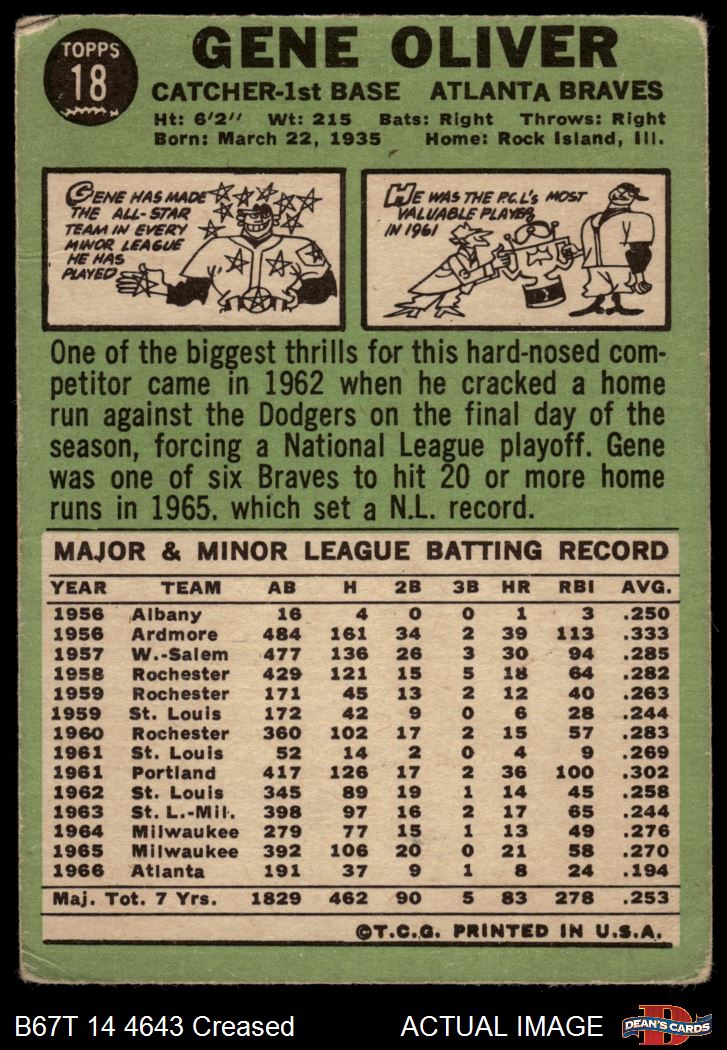 TOPPS
18
GENE OLIVER
CATCHER-1st BASE ATLANTA BRAVES
Ht: 6'2" Wt: 215 Bats: Right Throws: Right
Born: March 22, 1935 Home: Rock Island, Ill.
GENE HAS MADE
THE ALL-STAR
TEAM IN EVERY
MINOR LEAGUE
HE HAS
PLAYED
HE WAS THE P.C.L'S MOST
VALUABLE PLAYER
IN 1961
One of the biggest thrills for this hard-nosed com-
petitor came in 1962 when he cracked a home
run against the Dodgers on the final day of the
season, forcing a National League playoff. Gene
was one of six Braves to hit 20 or more home
runs in 1965, which set a N.L. record.
MAJOR & MINOR LEAGUE BATTING RECORD
YEAR TEAM AB H 2B 3B HR RBI AVG.
1956 Albany 16 4 0 0 1 3 .250
1956 Ardmore 484 161 34 2 39 113 .333
1957 W.-Salem 477 136 26 3 30 94 .285
1958 Rochester 429 121 15 5 18 64 .282
1959 Rochester 171 45 13 2 12 40 .263
1959 St. Louis 172 42 9 0 6 28 .244
1960 Rochester 360 102 17 2 15 57 .283
1961 St. Louis 52 14 2 0 4 9 .269
1961 Portland 417 126 17 2 36 100 .302
1962 St. Louis 345 89 19 1 14 45 .258
1963 St. L.-Mil. 398 97 16 2 17 65 .244
1964 Milwaukee 279 77 15 1 13 49 .276
1965 Milwaukee 392 106 20 0 21 58 .270
1966 Atlanta 191 37 9 1 8 24 .194
Maj. Tot. 7 Yrs. 1829 462 90 5 83 278 .253
©T.C.G. PRINTED IN U.S.A.
B67T 14 4643 Creased ACTUAL IMAGE
D
DEAN'S CARDS